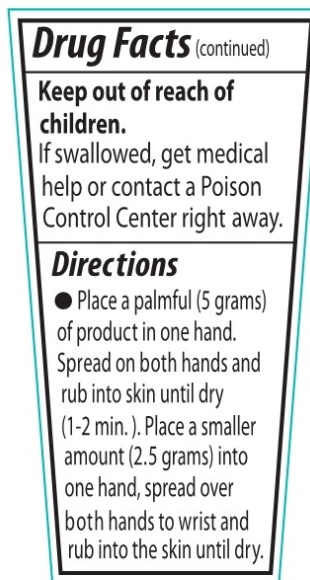 Drug Facts (continued)
Keep out of reach of
children.
If swallowed, get medical
help or contact a Poison
Control Center right away.
Directions
● Place a palmful (5 grams)
of product in one hand.
Spread on both hands and
rub into skin until dry
(1-2 min. ). Place a smaller
amount (2.5 grams) into
one hand, spread over
both hands to wrist and
rub into the skin until dry.